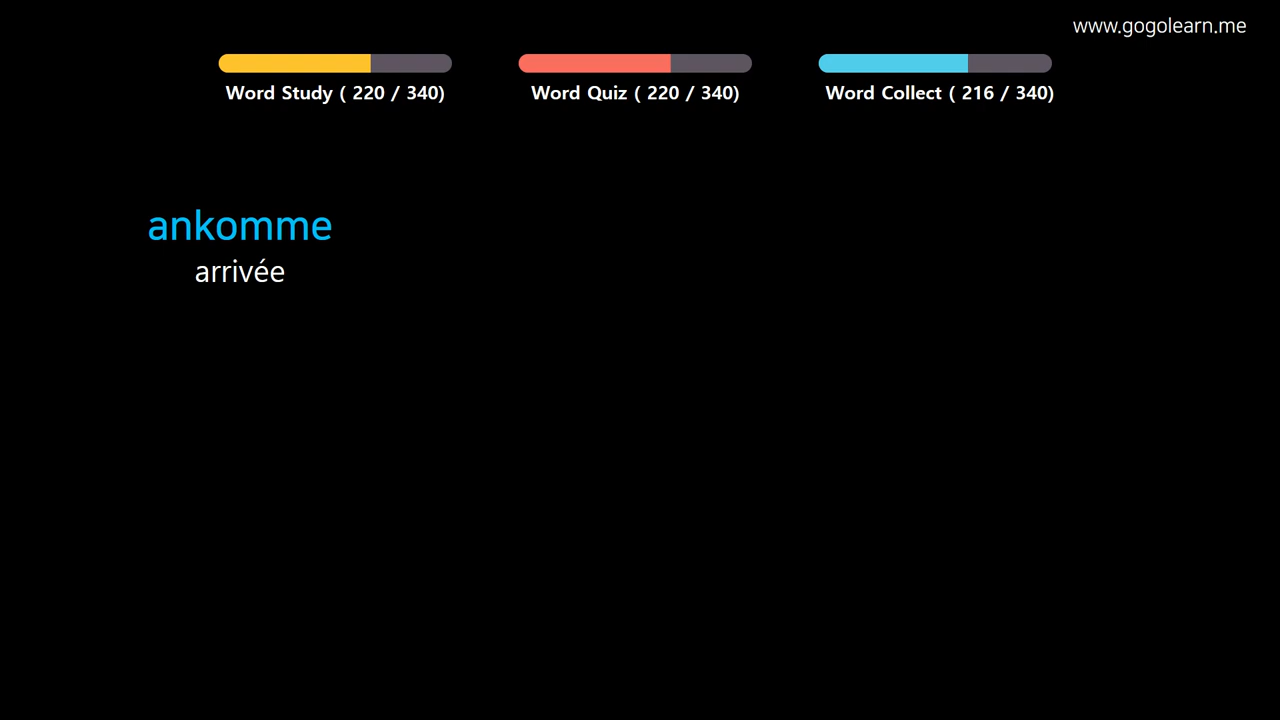 www.gogolearn.me
Word Study ( 220 / 340)
Word Quiz ( 220 / 340)
Word Collect ( 216 / 340)
ankomme
arrivée